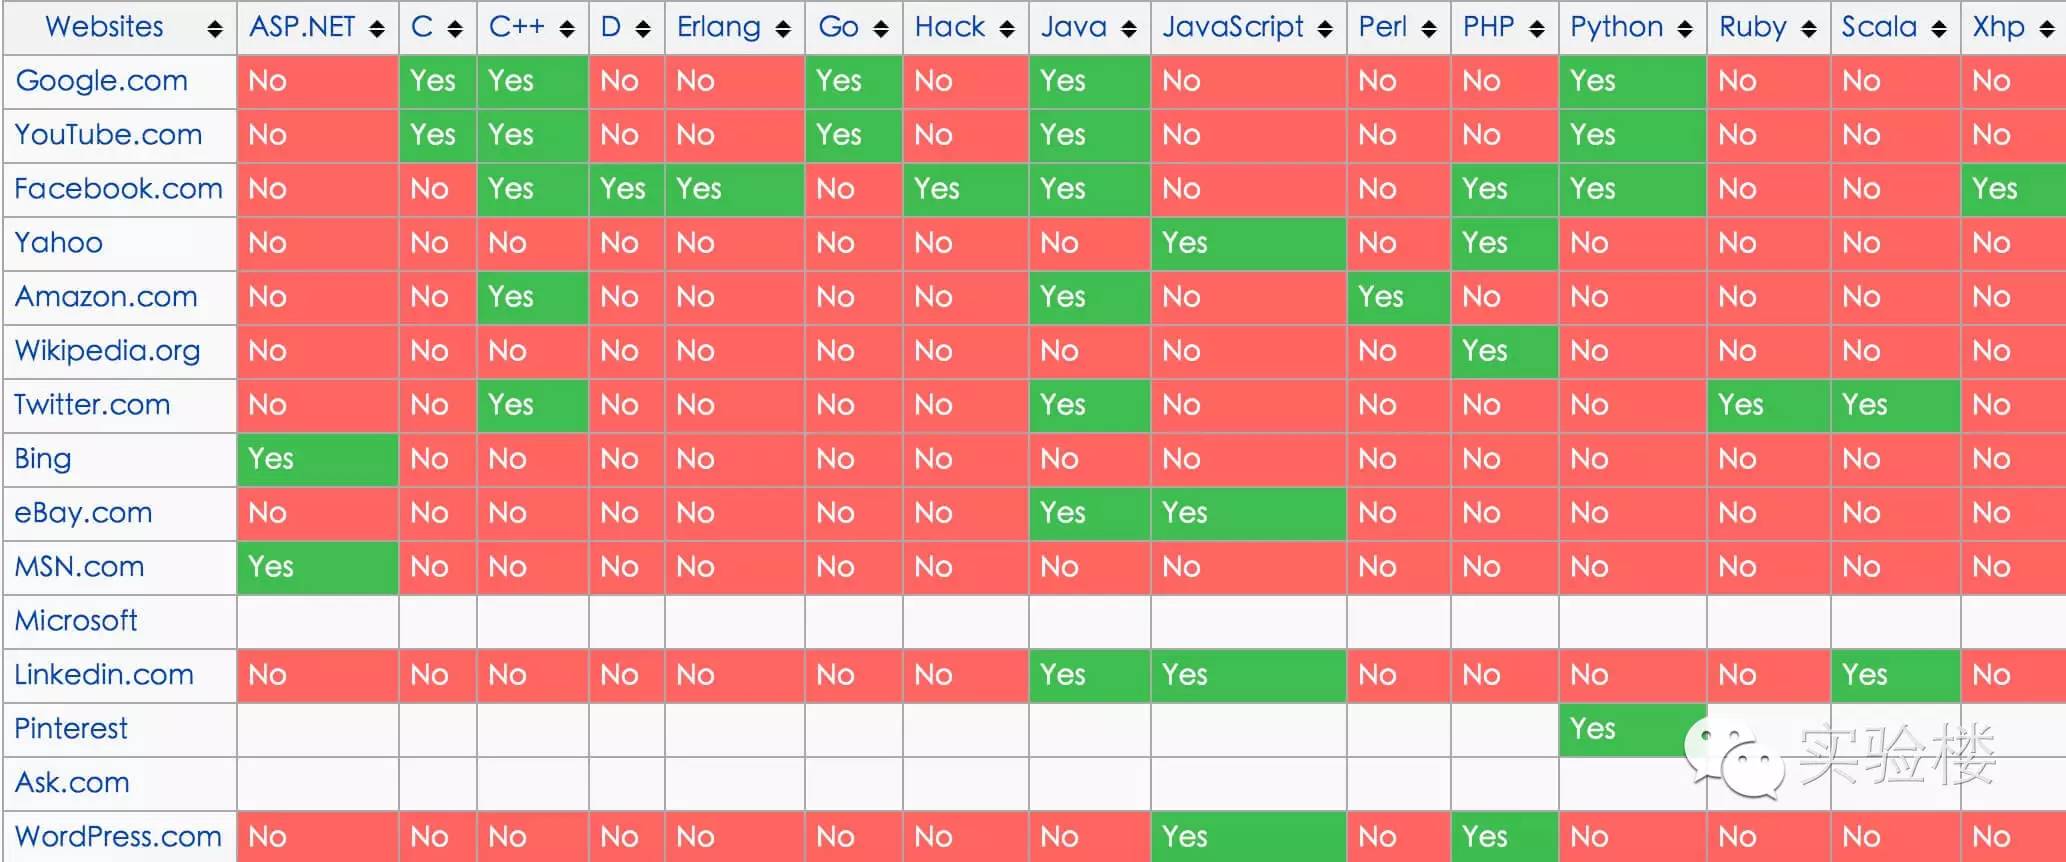 Websites ASP.NET C C++ D Erlang Go Hack Java JavaScript Perl PHP Python Ruby Scala Xhp
Google.com No Yes Yes No No Yes No Yes No No No Yes No No No
YouTube.com No Yes Yes No No Yes No Yes No No No Yes No No No
Facebook.com No No Yes Yes Yes No Yes Yes No No Yes Yes No No Yes
Yahoo No No No No No No No No Yes No Yes No No No No
Amazon.com No No Yes No No No No Yes No Yes No No No No No
Wikipedia.org No No No No No No No No No No Yes No No No No
Twitter.com No No Yes No No No No Yes No No No No Yes Yes No
Bing Yes No No No No No No No No No No No No No No
eBay.com No No No No No No No Yes Yes No No No No No No
MSN.com Yes No No No No No No No No No No No No No No
Microsoft
Linkedin.com No No No No No No No Yes Yes No No No No Yes No
Pinterest Yes
实验楼
Ask.com
WordPress.com No No No No No No No No Yes No Yes No No No No